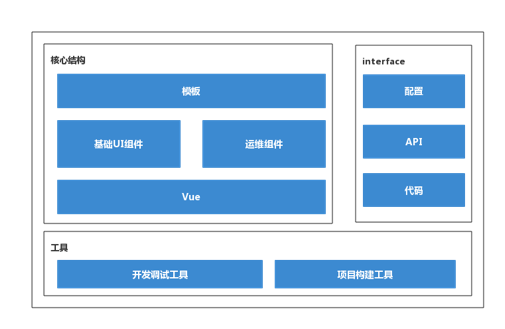 核心结构
模板
基础UI组件
运维组件
Vue
interface
配置
API
代码
工具
开发调试工具
项目构建工具